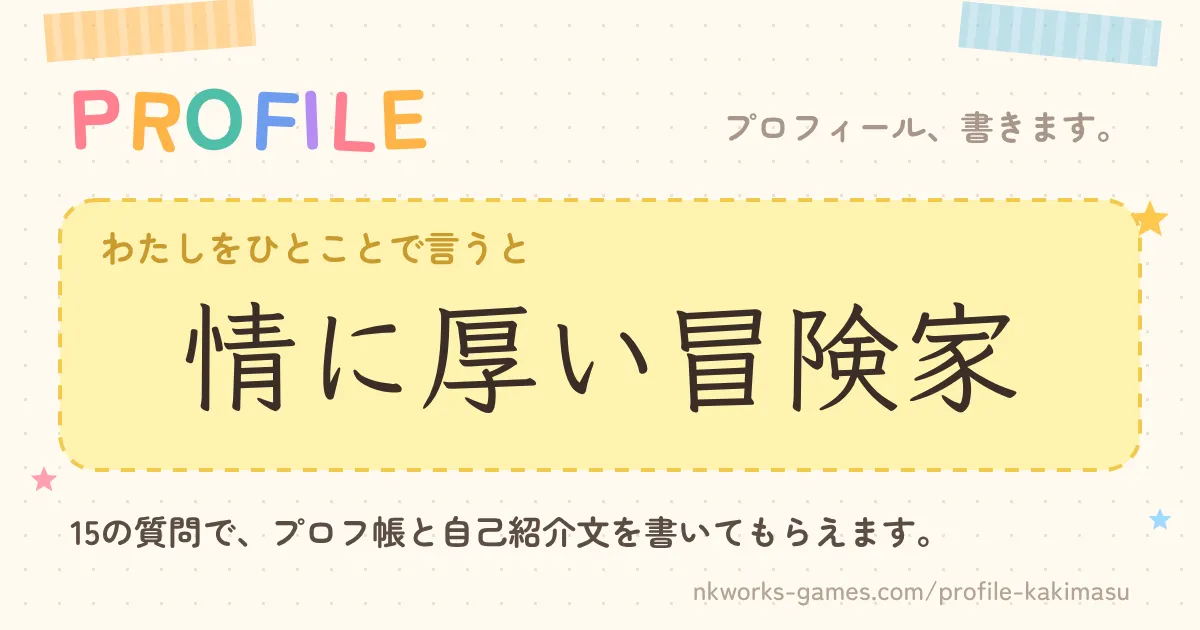 PROFILE
プロフィール、書きます。
わたしをひとことで言うと
情に厚い冒険家
15の質問で、プロフ帳と自己紹介文を書いてもらえます。
nkworks-games.com/profile-kakimasu